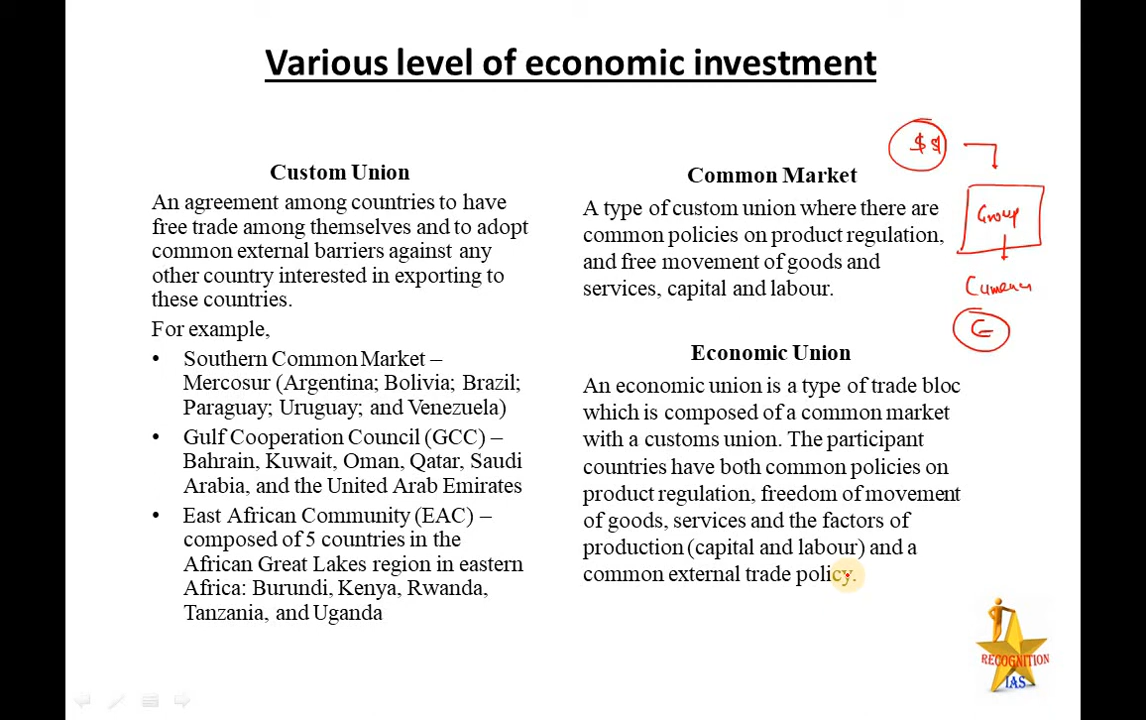 Various level of economic investment
Custom Union
An agreement among countries to have
free trade among themselves and to adopt
common external barriers against any
other country interested in exporting to
these countries.
For example,
• Southern Common Market –
Mercosur (Argentina; Bolivia; Brazil;
Paraguay; Uruguay; and Venezuela)
• Gulf Cooperation Council (GCC) –
Bahrain, Kuwait, Oman, Qatar, Saudi
Arabia, and the United Arab Emirates
• East African Community (EAC) –
composed of 5 countries in the
African Great Lakes region in eastern
Africa: Burundi, Kenya, Rwanda,
Tanzania, and Uganda
Common Market
A type of custom union where there are
common policies on product regulation,
and free movement of goods and
services, capital and labour.
Economic Union
An economic union is a type of trade bloc
which is composed of a common market
with a customs union. The participant
countries have both common policies on
product regulation, freedom of movement
of goods, services and the factors of
production (capital and labour) and a
common external trade policy.
$$
Group
RECOGNITION
IAS